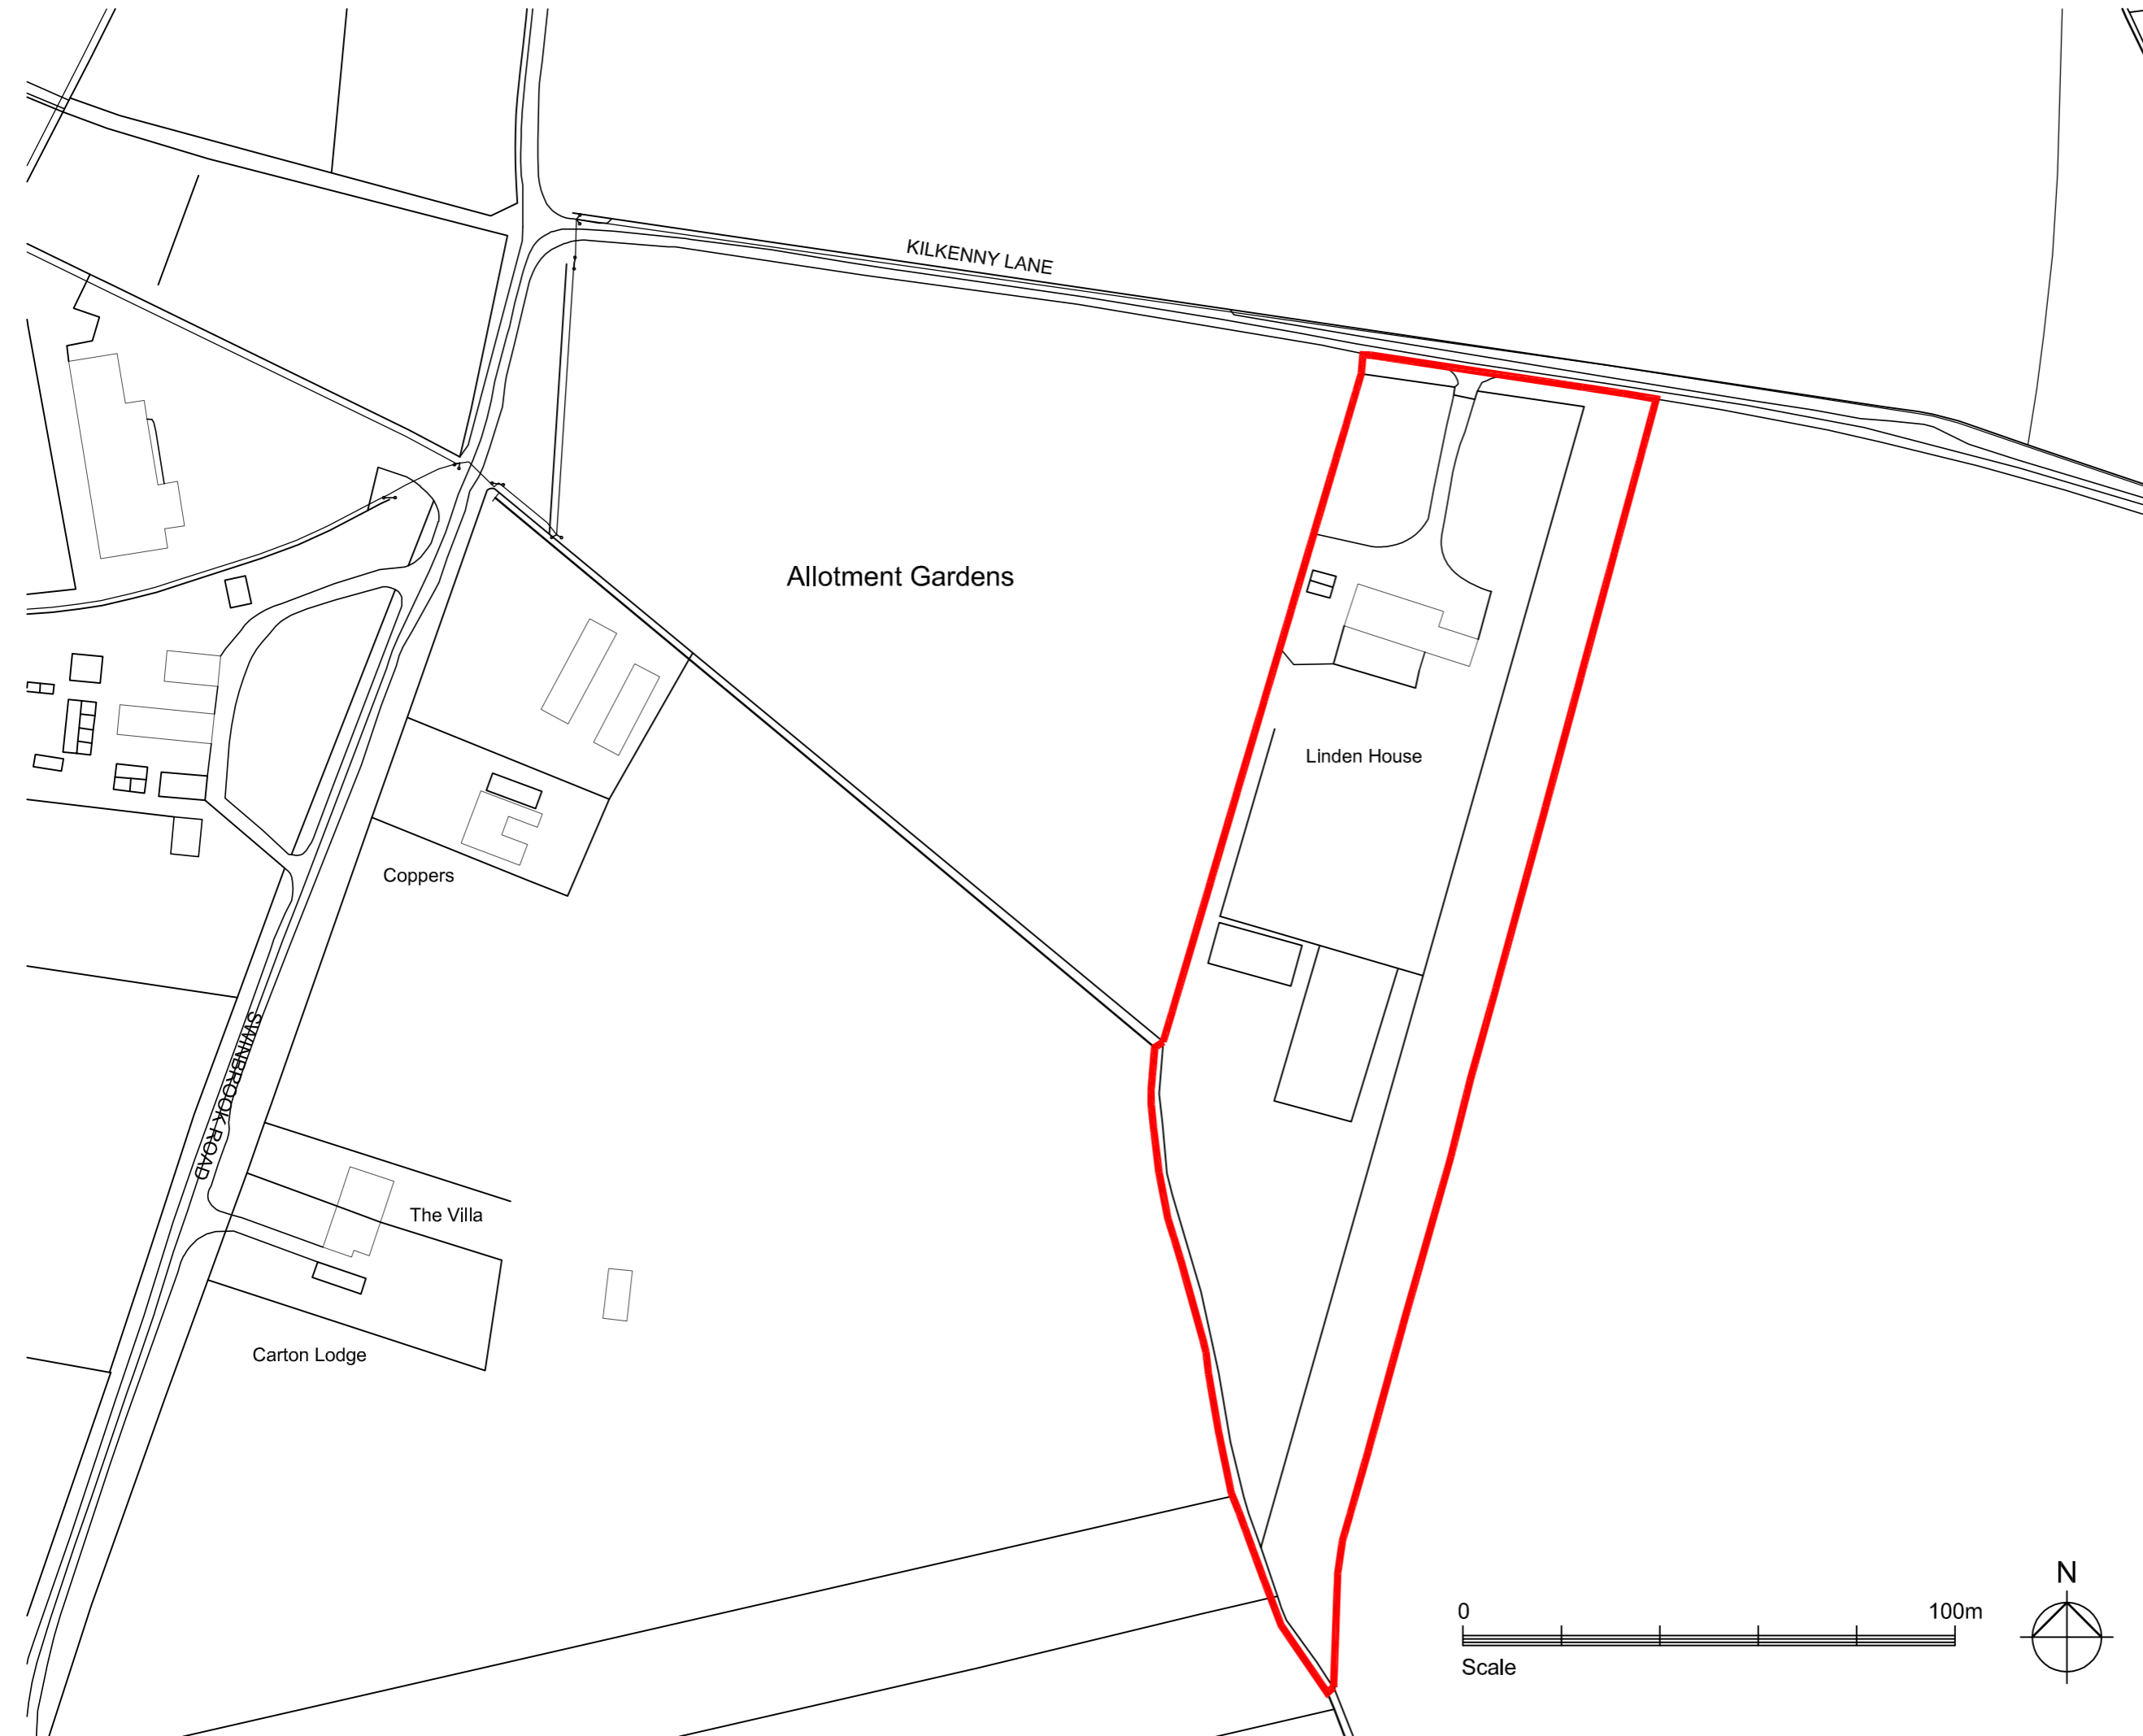 KILKENNY LANE
Allotment Gardens
Linden House
Coppers
SWINBROOK ROAD
The Villa
Carton Lodge
N
0 100m
Scale